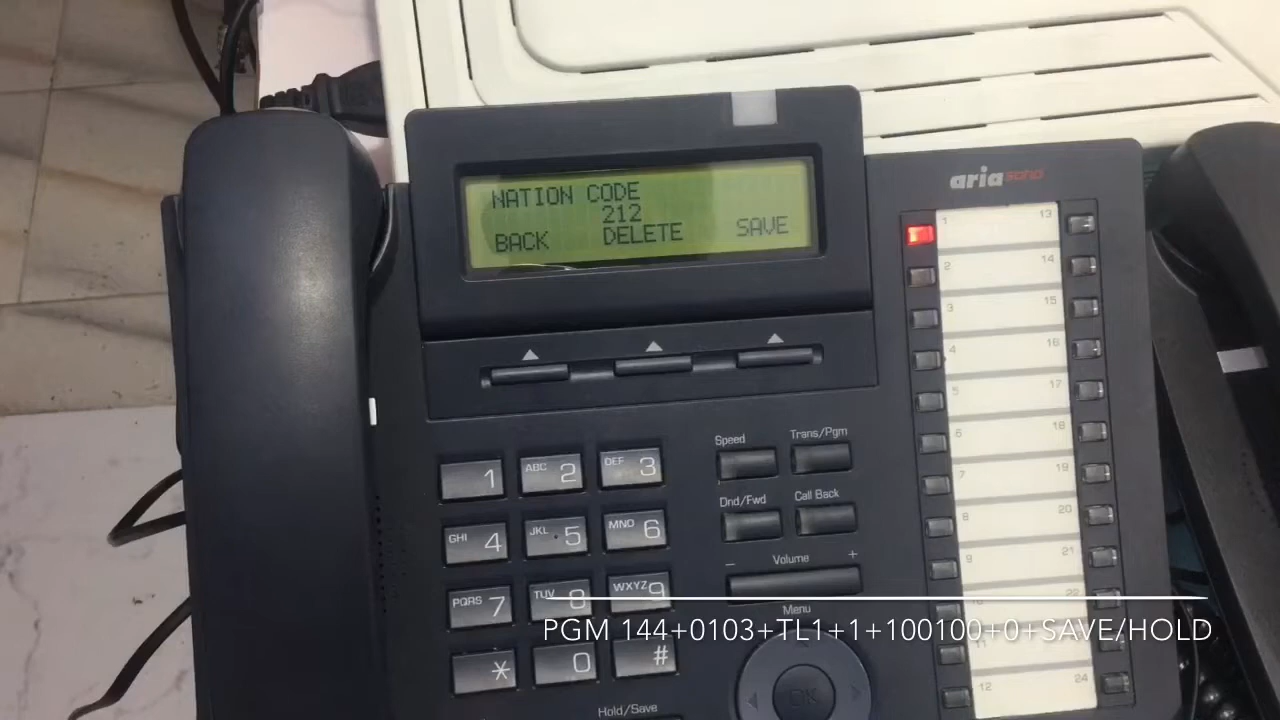 NATION CODE
212
BACK DELETE SAVE
aria soho
1 13
2 14
3 15
4 16
5 17
6 18
7 19
8 20
9 21
22
11
12 24
Speed Trans/Pgm
Dnd/Fwd Call Back
– Volume +
Menu
OK
1 ABC 2 DEF 3
GHI 4 JKL 5 MNO 6
PQRS 7 TUV 8 WXYZ 9
* 0 #
Hold/Save
PGM 144+0103+TL1+1+100100+0+SAVE/HOLD